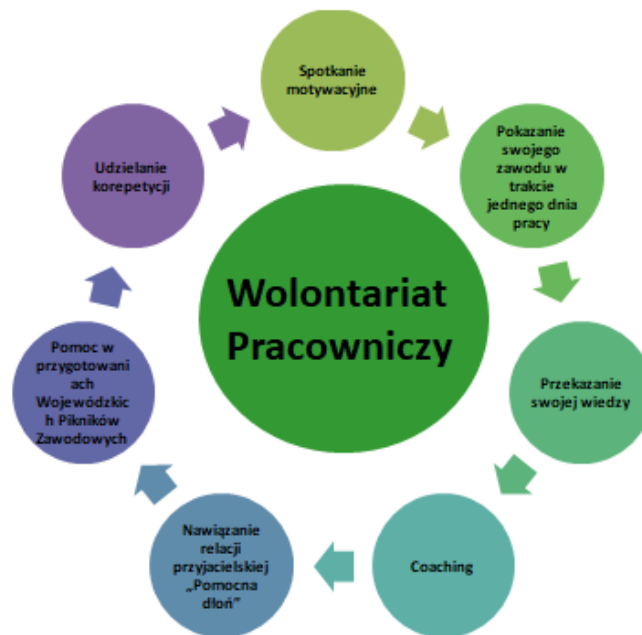 Spotkanie
motywacyjne
Pokazanie
swojego
zawodu w
trakcie
jednego dnia
pracy
Przekazanie
swojej wiedzy
Coaching
Nawiązanie
relacji
przyjacielskiej
„Pomocna
dłoń”
Pomoc w
przygotowani
ach
Wojewódzkic
h Pikników
Zawodowych
Udzielanie
korepetycji
Wolontariat
Pracowniczy